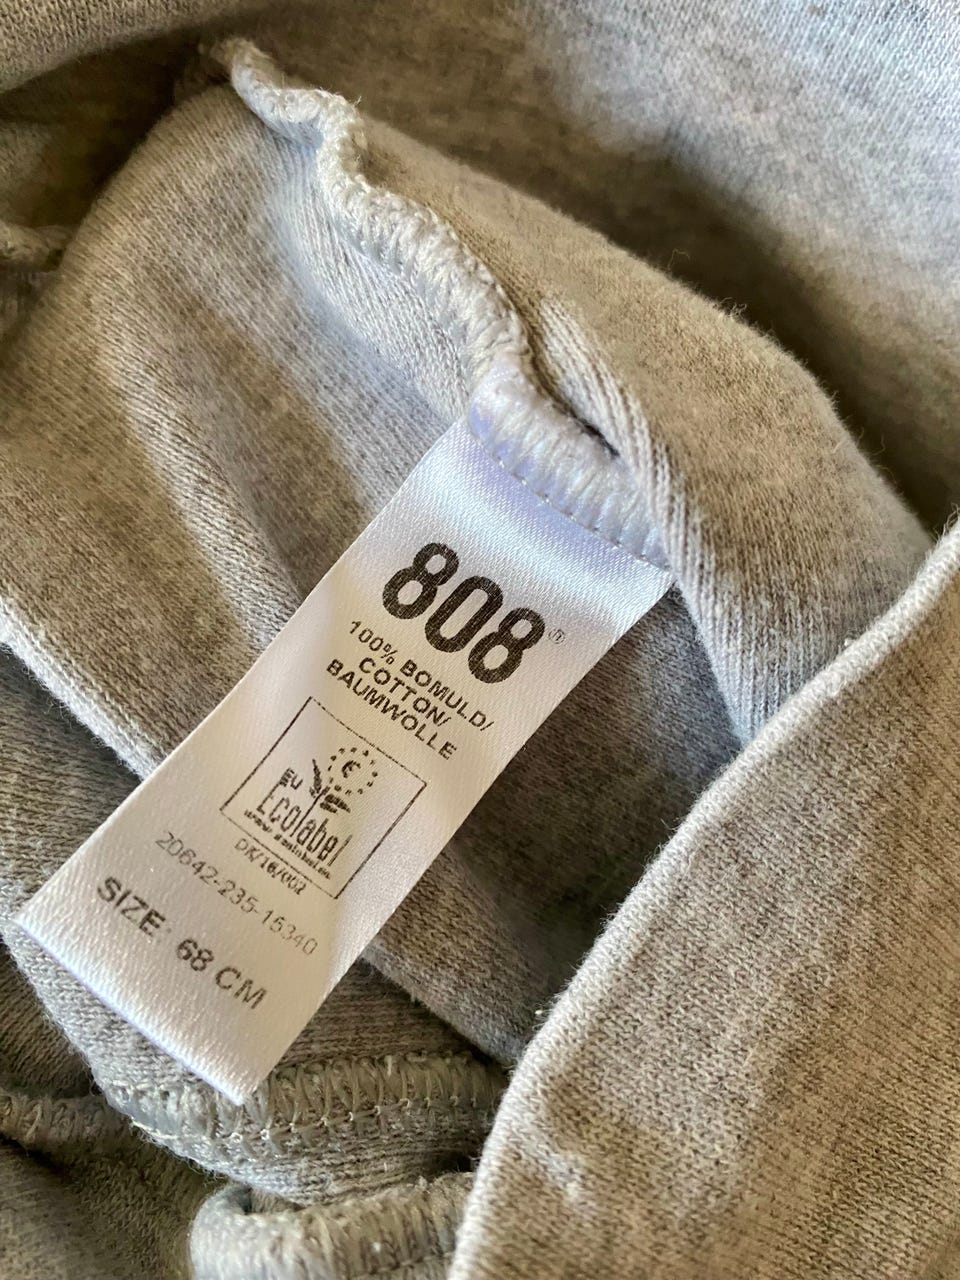 808®
100% BOMULD/
COTTON/
BAUMWOLLE
EU
Ecolabel
DK/16/002
20642-235-15340
SIZE: 68 CM